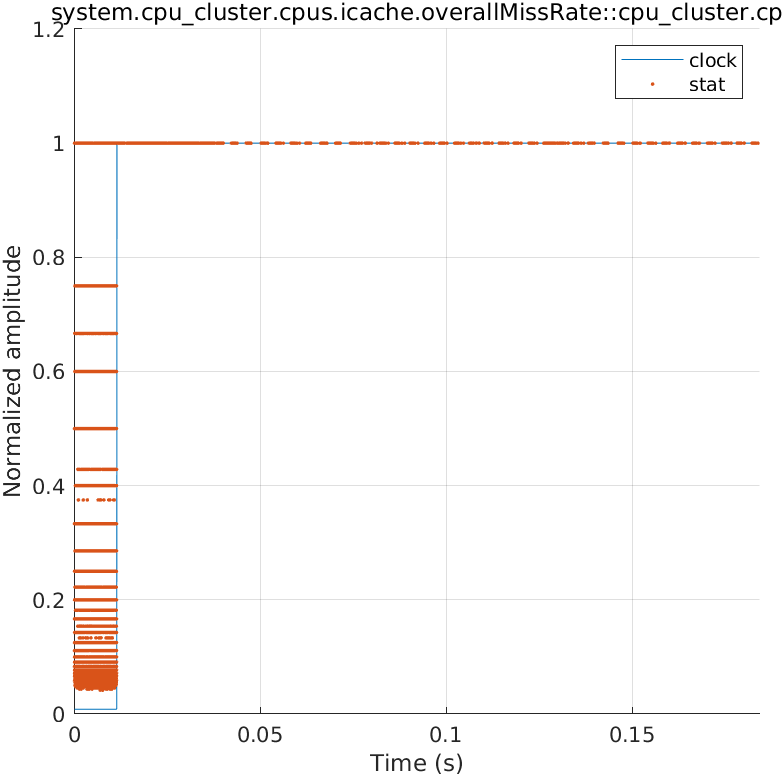 system.cpu_cluster.cpus.icache.overallMissRate::cpu_cluster.cp
1.2
clock
stat
1
0.8
Normalized amplitude
0.6
0.4
0.2
0
0
0.05
0.1
0.15
Time (s)